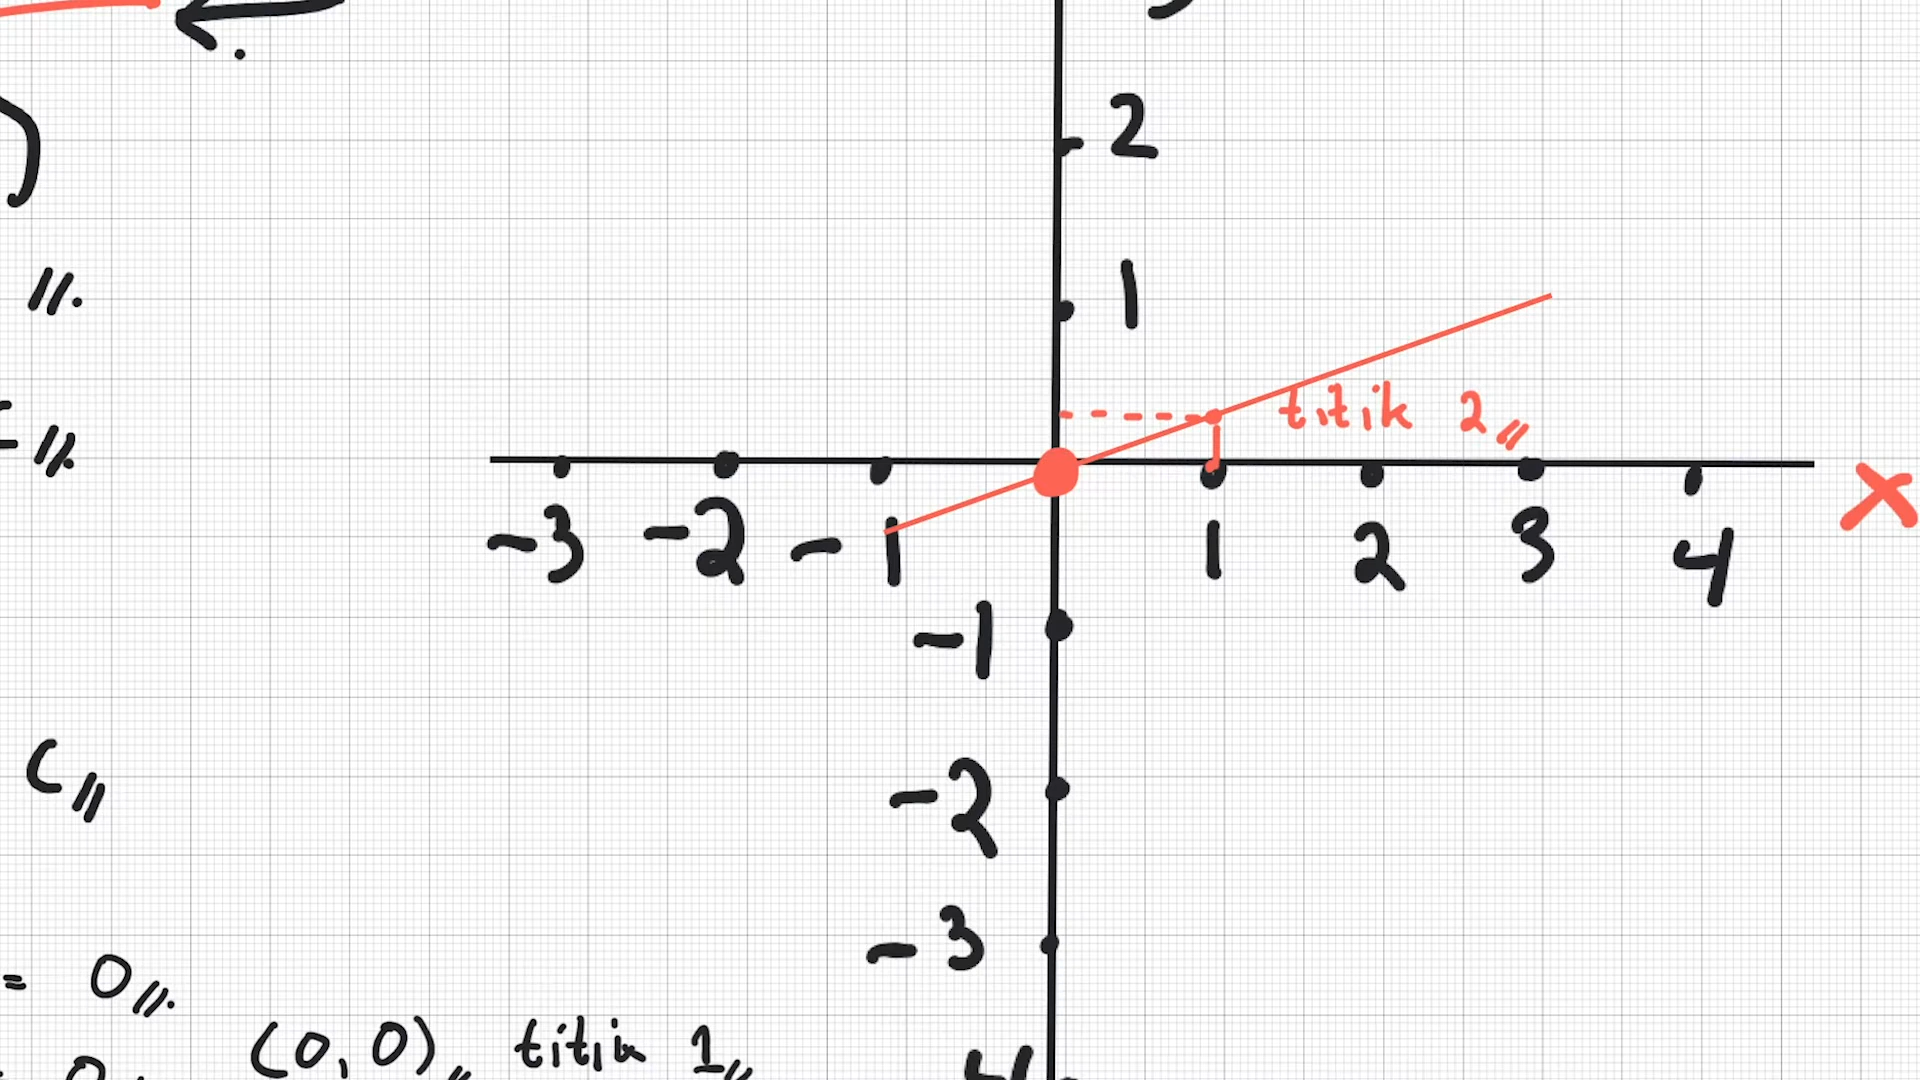 2
1
titik 2
-3 -2 -1 1 2 3 4 X
-1
-2
-3
= 0
(0,0) titik 1